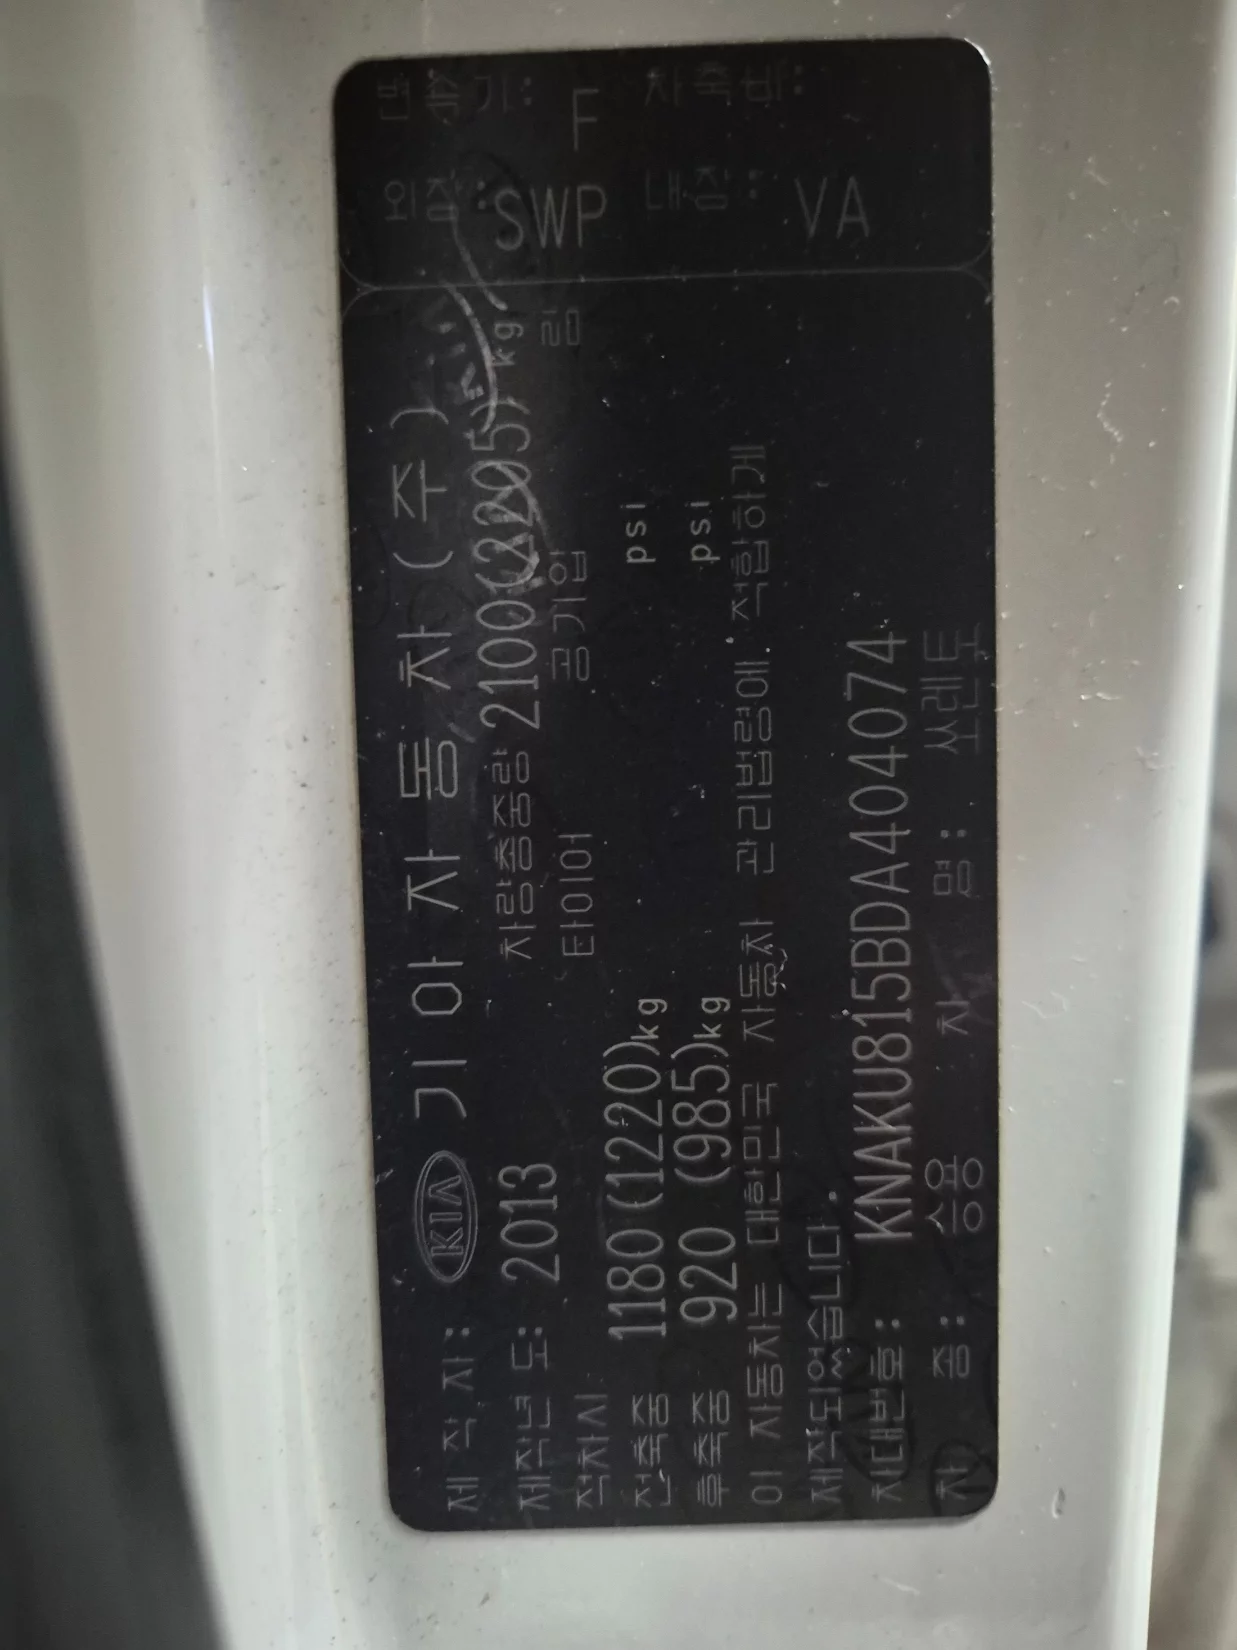 제 작 자: KIA 기아자동차(주)
제작년 도: 2013 차량총중량 2100(2205)kg
적차시 타이어 공기압 림
전축중 1180(1220)kg psi
후축중 920 (985)kg psi
이 자동차는 대한민국 자동차 관리법령에 적합하게
제작되었습니다.
차대번호: KNAKU815BDA404074
차 종: 승용 차 명: 쏘렌토
변속기: F 차축비:
외장: SWP 내장: VA